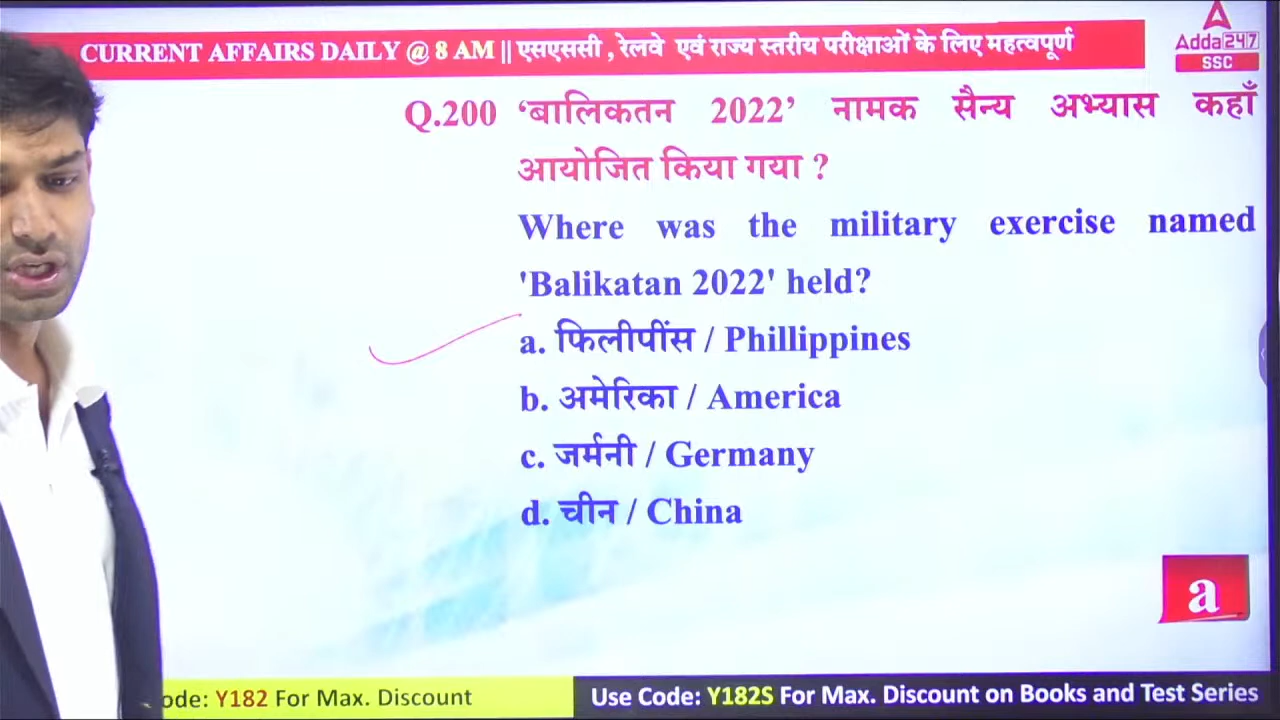 CURRENT AFFAIRS DAILY @ 8 AM || एसएससी , रेलवे एवं राज्य स्तरीय परीक्षाओं के लिए महत्वपूर्ण
Adda247
SSC
Q.200 ‘बालिकतन 2022’ नामक सैन्य अभ्यास कहाँ
आयोजित किया गया ?
Where was the military exercise named
'Balikatan 2022' held?
a. फिलीपींस / Phillippines
b. अमेरिका / America
c. जर्मनी / Germany
d. चीन / China
a
ode: Y182 For Max. Discount
Use Code: Y182S For Max. Discount on Books and Test Series